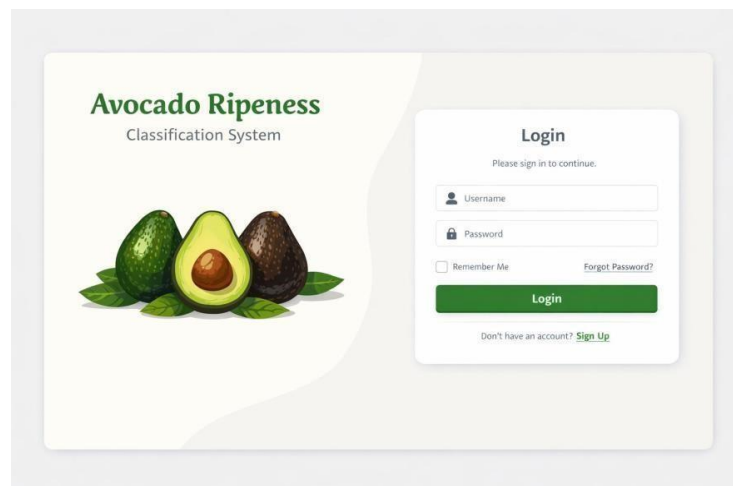 Avocado Ripeness
Classification System
Login
Please sign in to continue.
Username
Password
Remember Me Forgot Password?
Login
Don't have an account? Sign Up